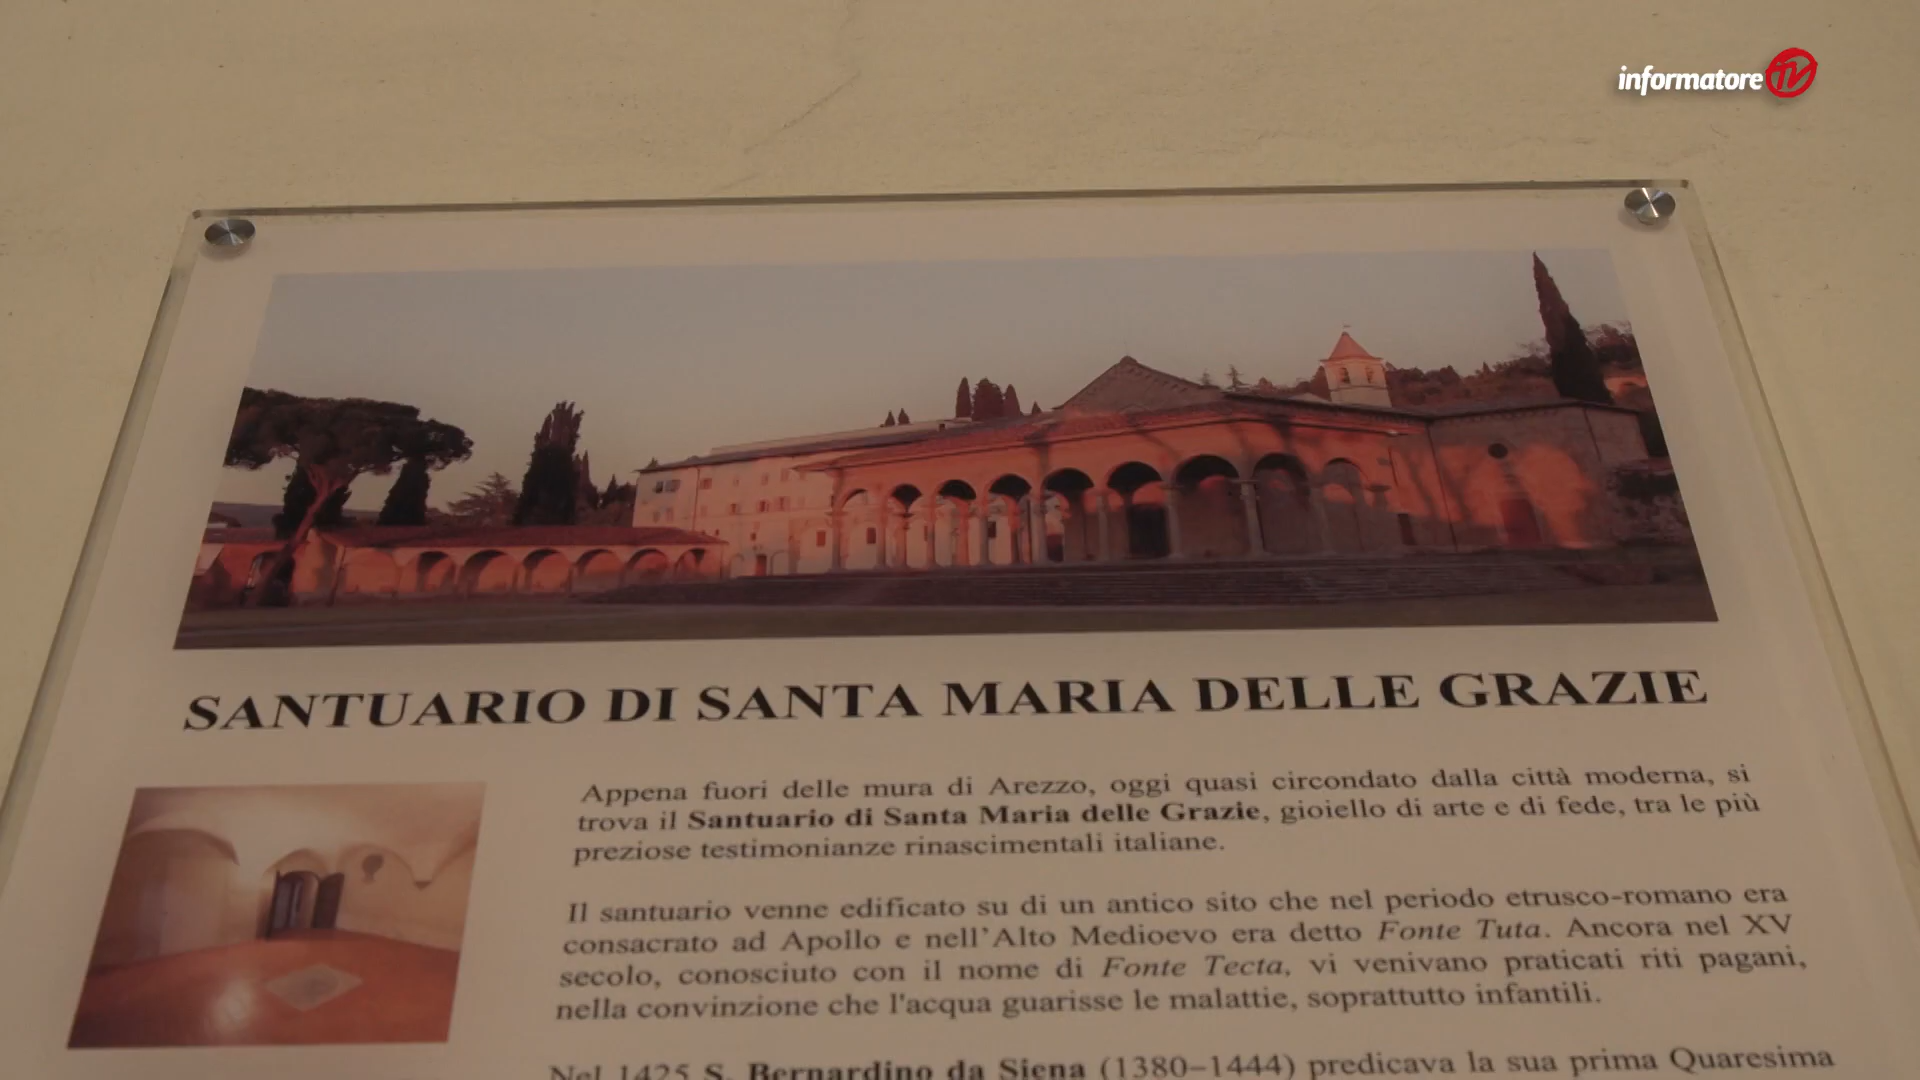 informatore TV
SANTUARIO DI SANTA MARIA DELLE GRAZIE
Appena fuori delle mura di Arezzo, oggi quasi circondato dalla città moderna, si
trova il Santuario di Santa Maria delle Grazie, gioiello di arte e di fede, tra le più
preziose testimonianze rinascimentali italiane.
Il santuario venne edificato su di un antico sito che nel periodo etrusco-romano era
consacrato ad Apollo e nell'Alto Medioevo era detto Fonte Tuta. Ancora nel XV
secolo, conosciuto con il nome di Fonte Tecta, vi venivano praticati riti pagani,
nella convinzione che l'acqua guarisse le malattie, soprattutto infantili.
Nel 1425 S. Bernardino da Siena (1380–1444) predicava la sua prima Quaresima